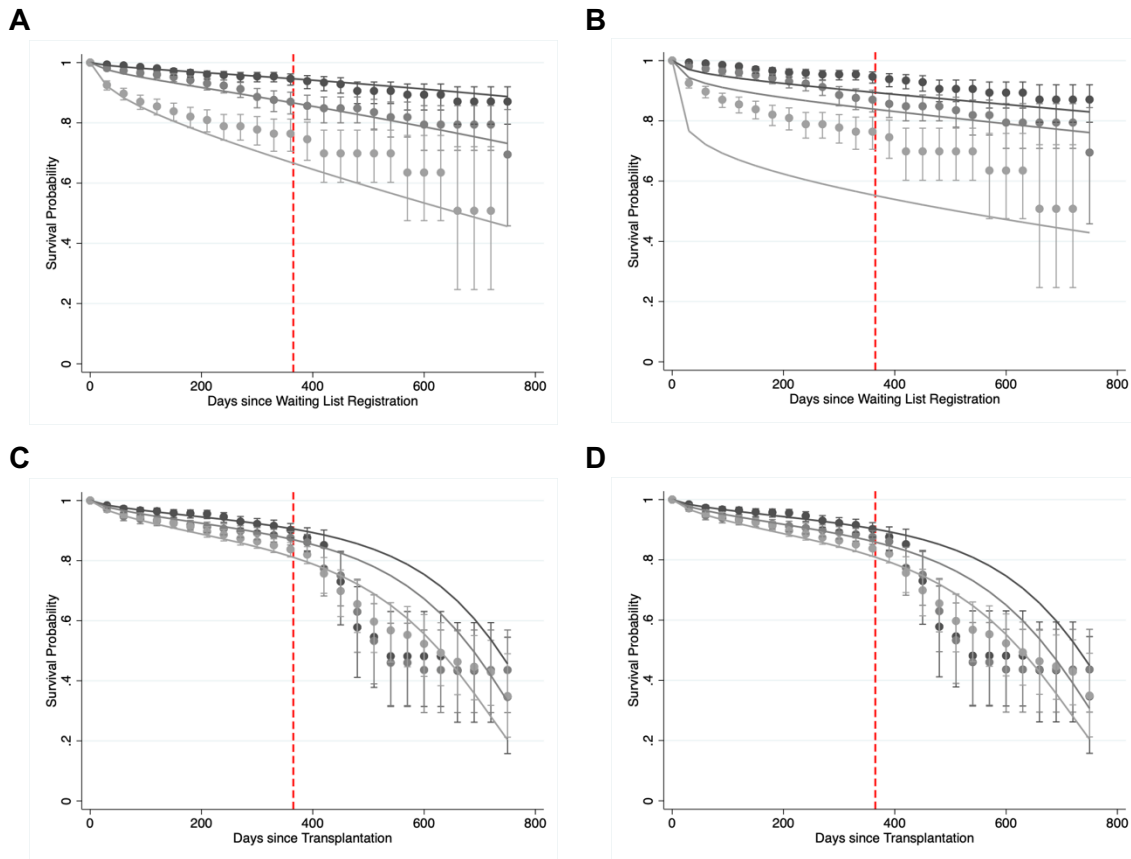 A
B
Survival Probability
1
.8
.6
.4
.2
0
0 200 400 600 800
Days since Waiting List Registration
Survival Probability
1
.8
.6
.4
.2
0
0 200 400 600 800
Days since Waiting List Registration
C
D
Survival Probability
1
.8
.6
.4
.2
0
0 200 400 600 800
Days since Transplantation
Survival Probability
1
.8
.6
.4
.2
0
0 200 400 600 800
Days since Transplantation